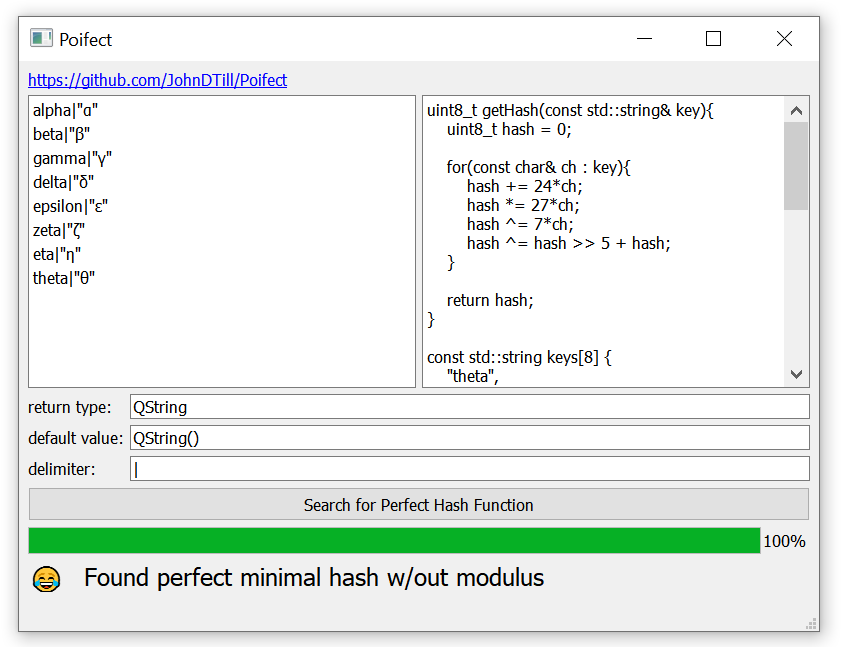 Poifect
https://github.com/JohnDTill/Poifect
alpha|"α"
beta|"β"
gamma|"γ"
delta|"δ"
epsilon|"ε"
zeta|"ζ"
eta|"η"
theta|"θ"
uint8_t getHash(const std::string& key){
uint8_t hash = 0;
for(const char& ch : key){
hash += 24*ch;
hash *= 27*ch;
hash ^= 7*ch;
hash ^= hash >> 5 + hash;
}
return hash;
}
const std::string keys[8] {
"theta",
return type: QString
default value: QString()
delimiter: |
Search for Perfect Hash Function
100%
Found perfect minimal hash w/out modulus